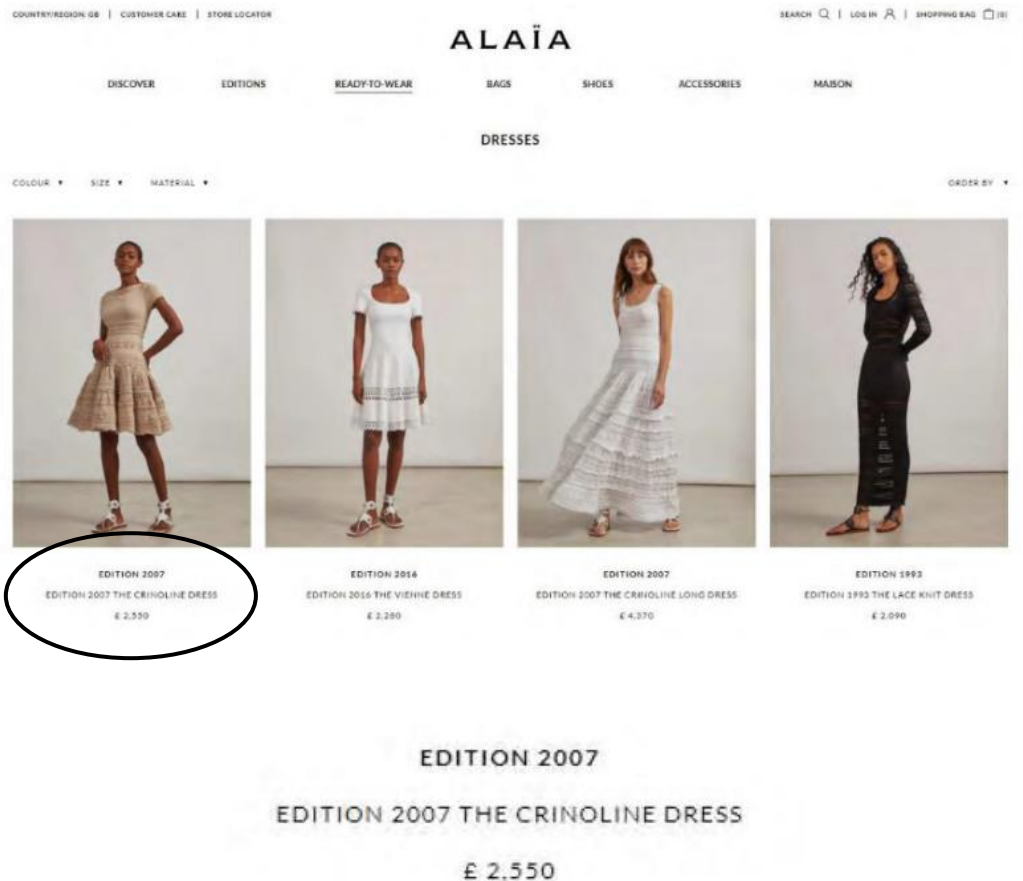 COUNTRY/REGION: GB | CUSTOMER CARE | STORE LOCATOR
SEARCH | LOG IN | SHOPPING BAG (0)
ALAÏA
DISCOVER EDITIONS READY-TO-WEAR BAGS SHOES ACCESSORIES MAISON
DRESSES
COLOUR ▼ SIZE ▼ MATERIAL ▼ ORDER BY ▼
EDITION 2007 EDITION 2016 EDITION 2007 EDITION 1993
EDITION 2007 THE CRINOLINE DRESS EDITION 2016 THE VIENNE DRESS EDITION 2007 THE CRINOLINE LONG DRESS EDITION 1993 THE LACE KNIT DRESS
£ 2,550 £ 4,370 £ 2,090
EDITION 2007
EDITION 2007 THE CRINOLINE DRESS
£ 2,550